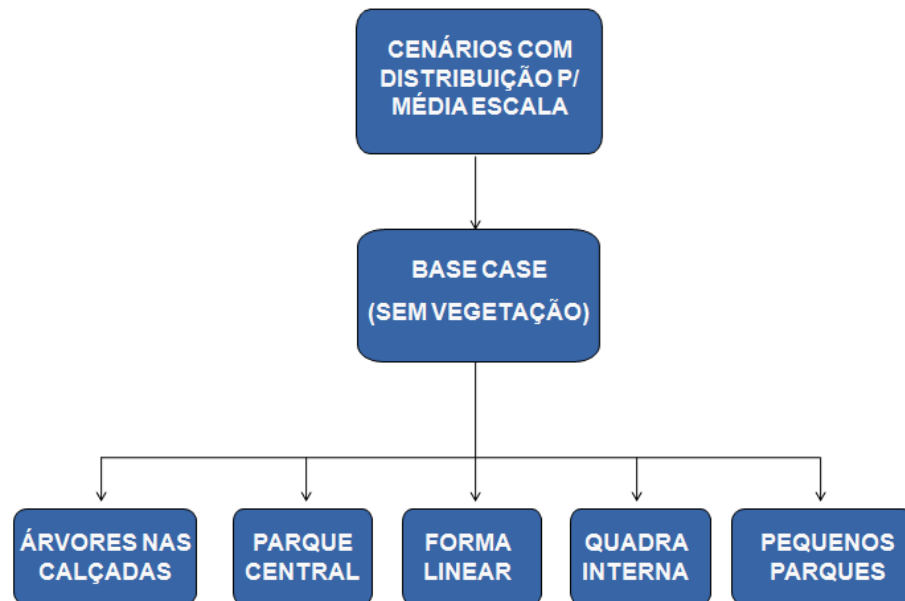 CENÁRIOS COM
DISTRIBUIÇÃO P/
MÉDIA ESCALA
BASE CASE
(SEM VEGETAÇÃO)
ÁRVORES NAS
CALÇADAS
PARQUE
CENTRAL
FORMA
LINEAR
QUADRA
INTERNA
PEQUENOS
PARQUES